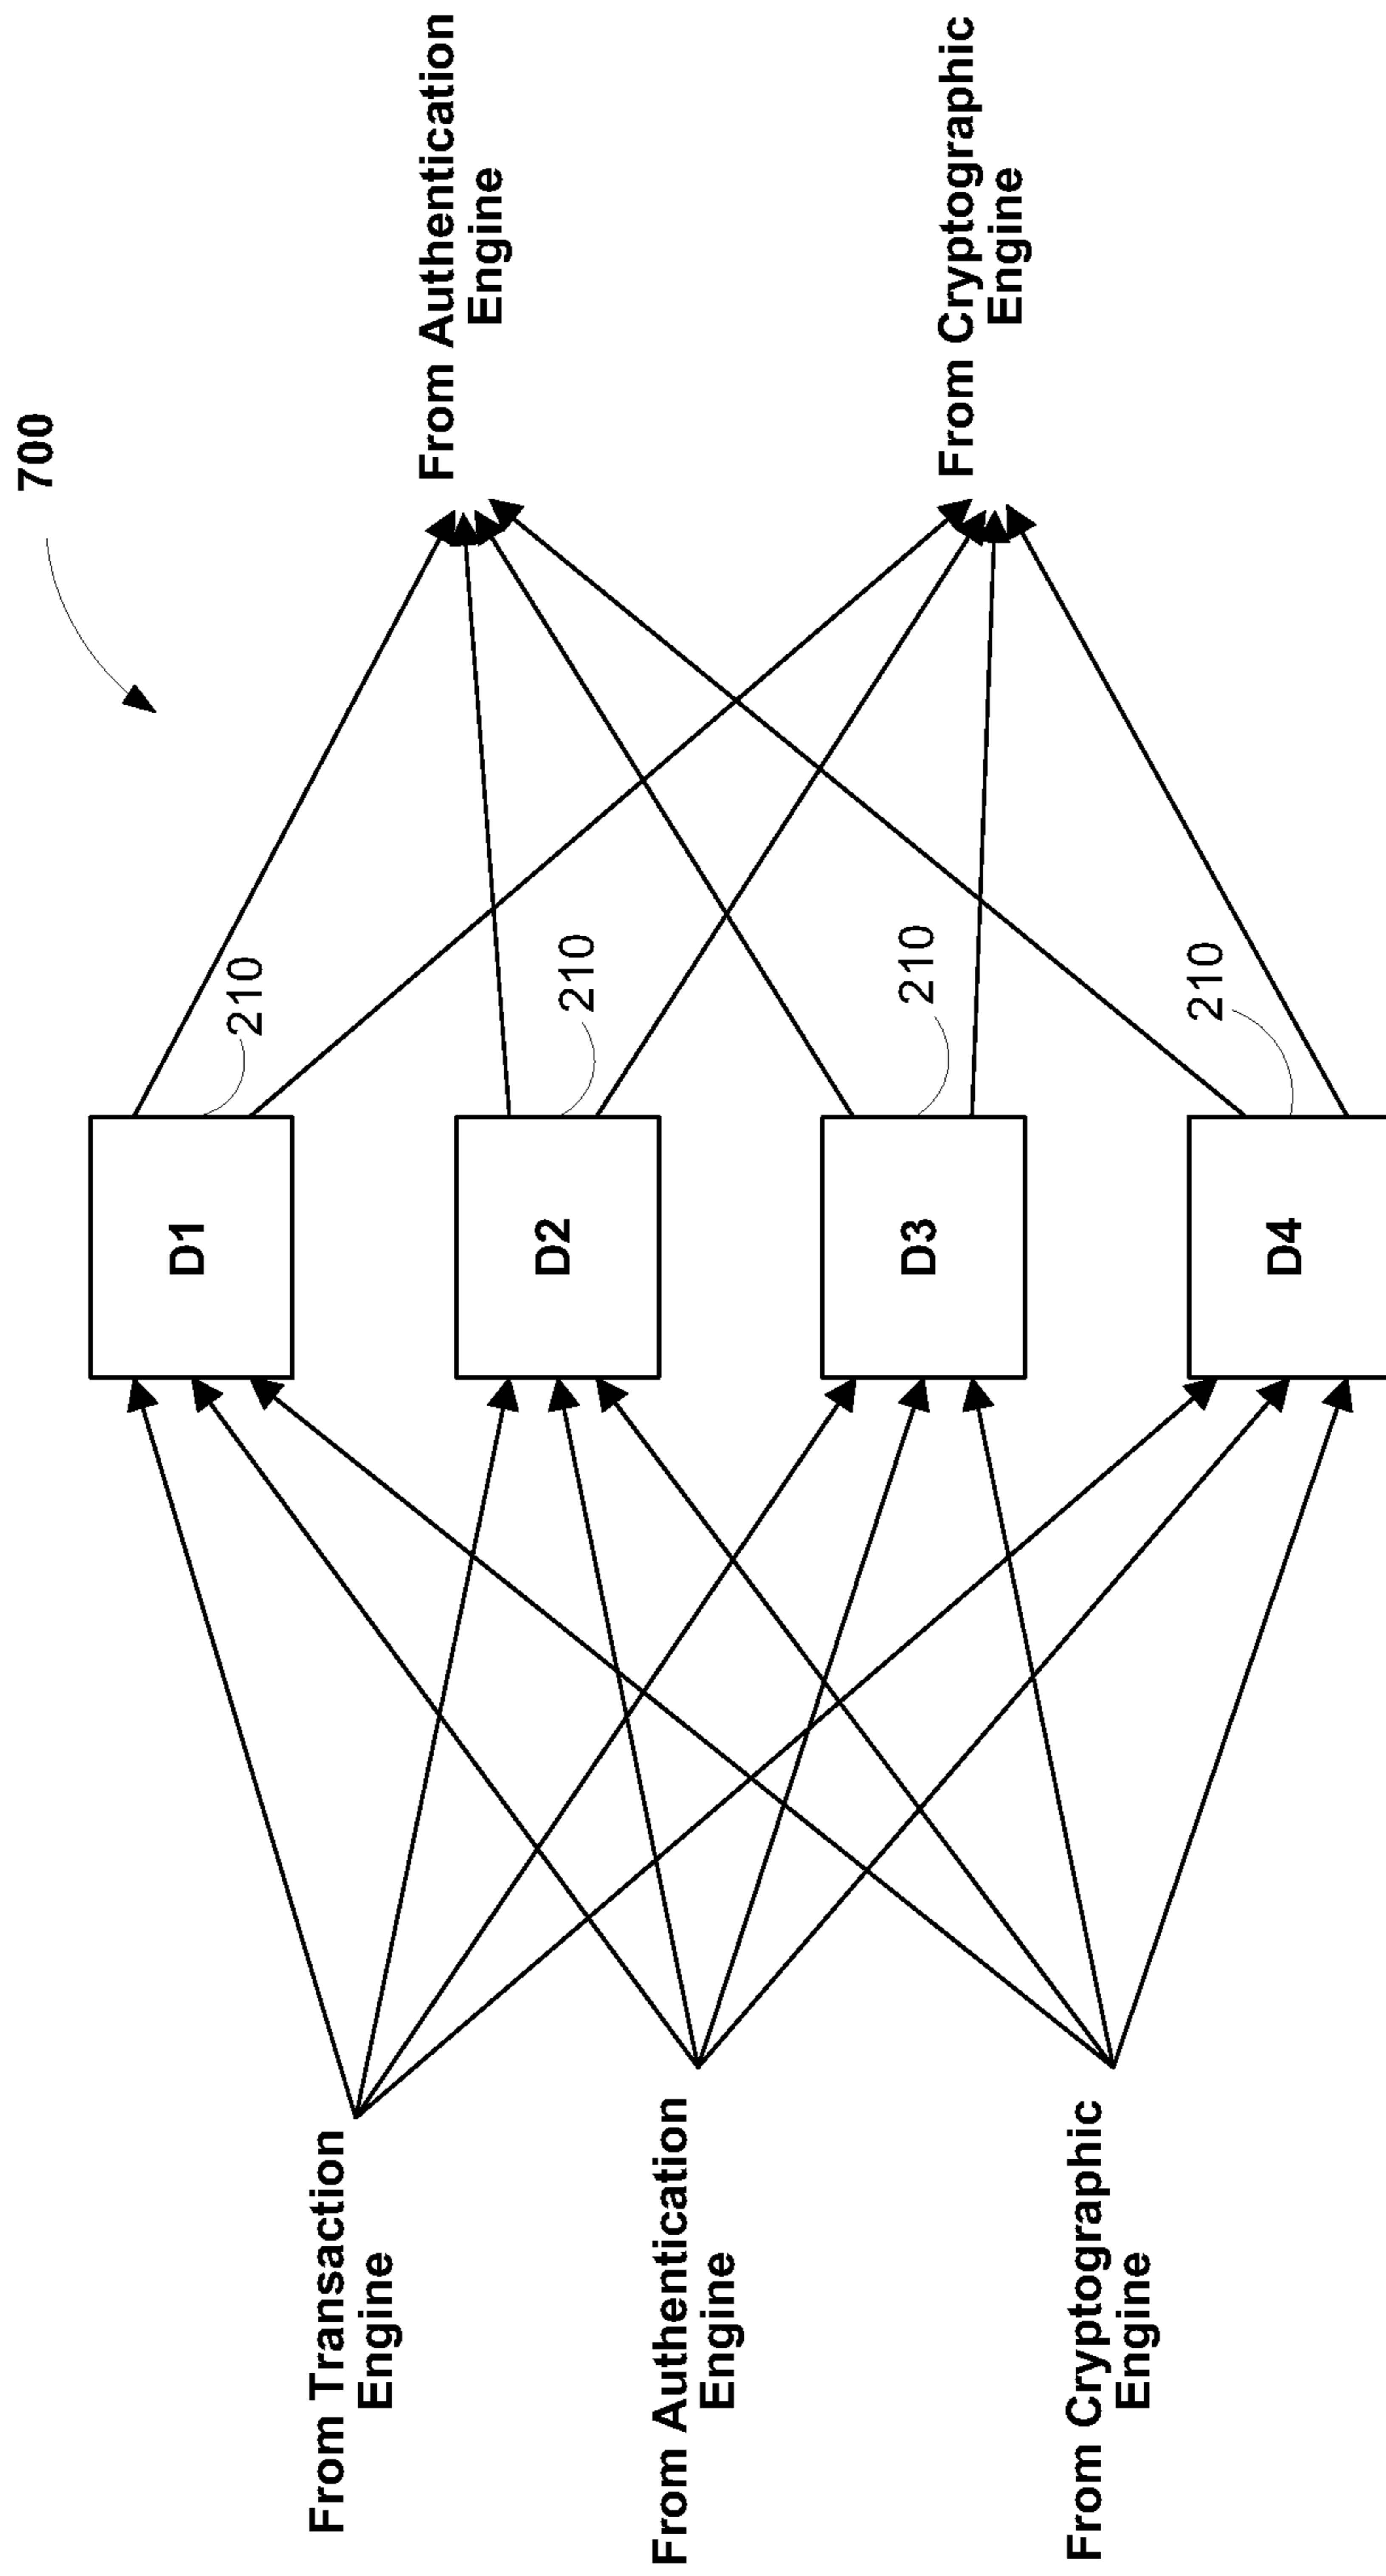 700
From Transaction
Engine
From Authentication
Engine
From Cryptographic
Engine
D1
210
D2
210
D3
210
D4
210
From Authentication
Engine
From Cryptographic
Engine